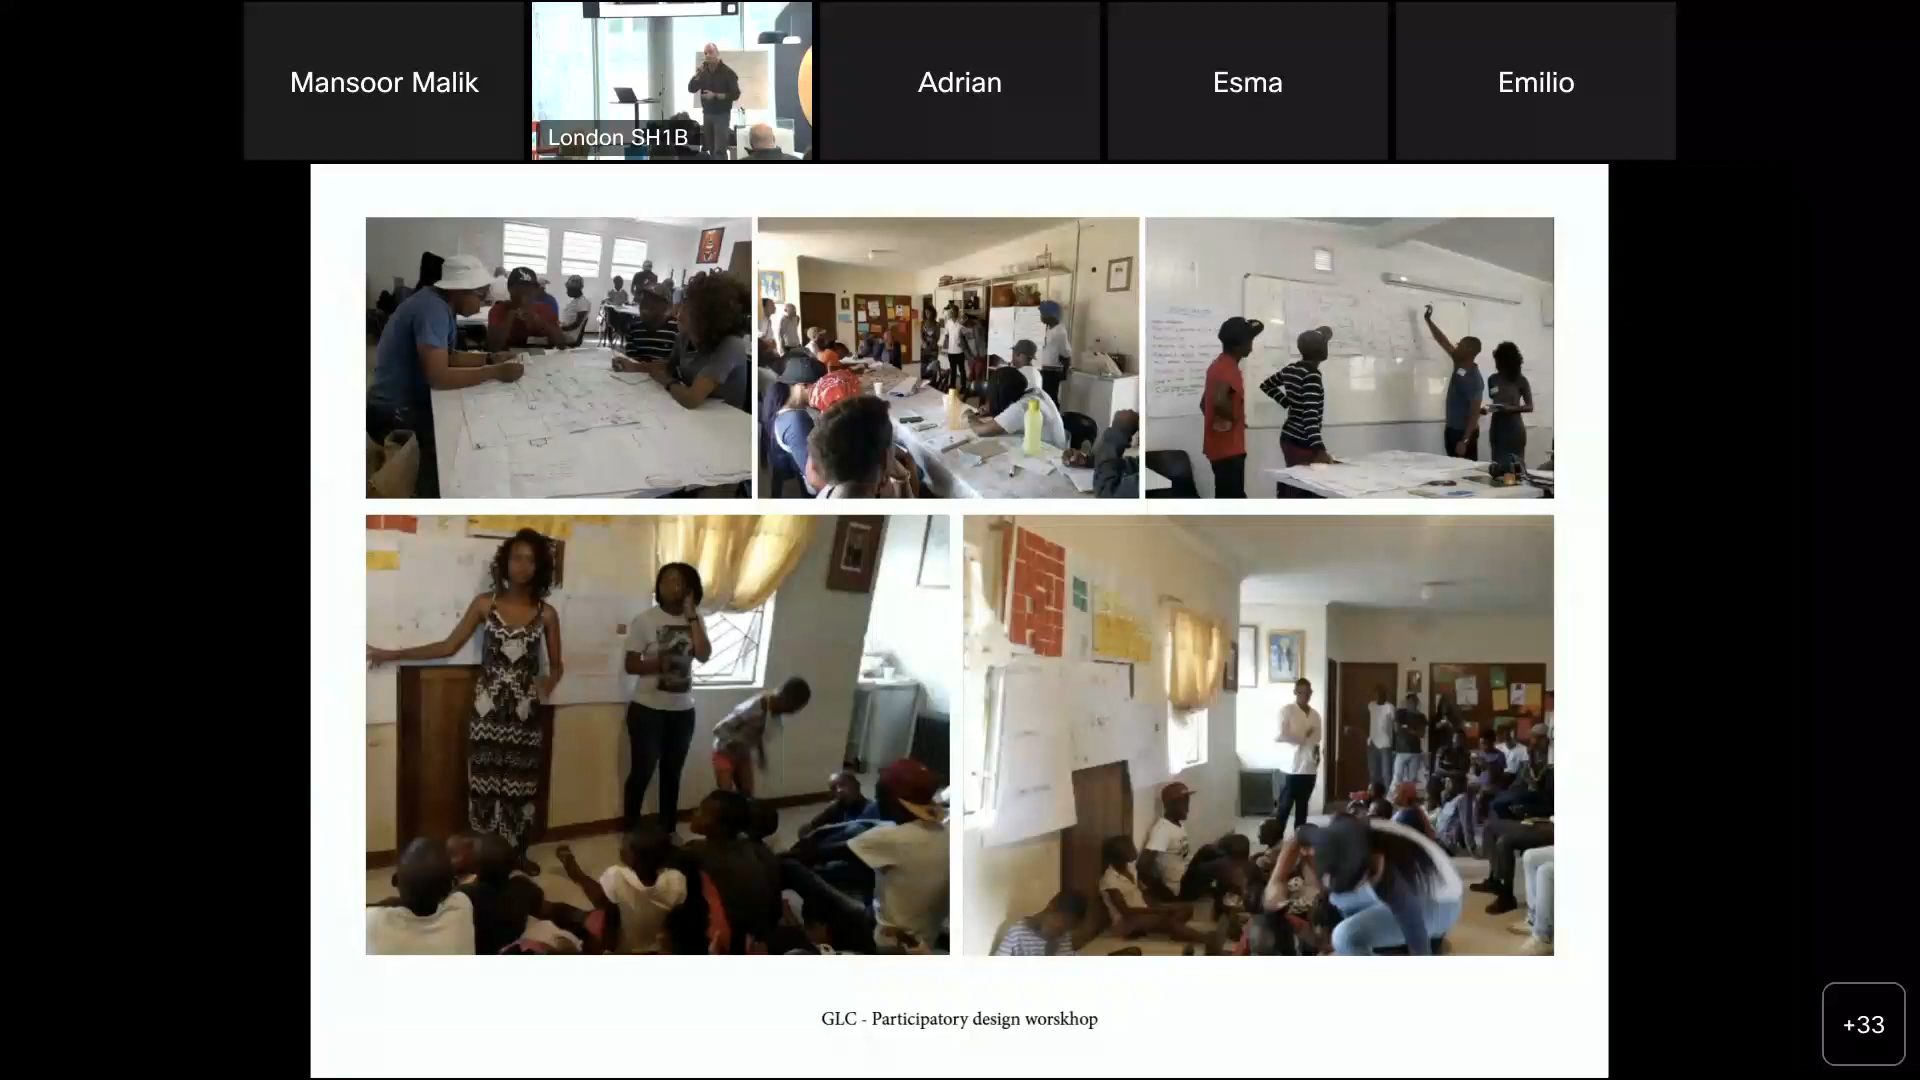 Mansoor Malik
London SH1B
Adrian
Esma
Emilio
GLC - Participatory design worskhop
+33